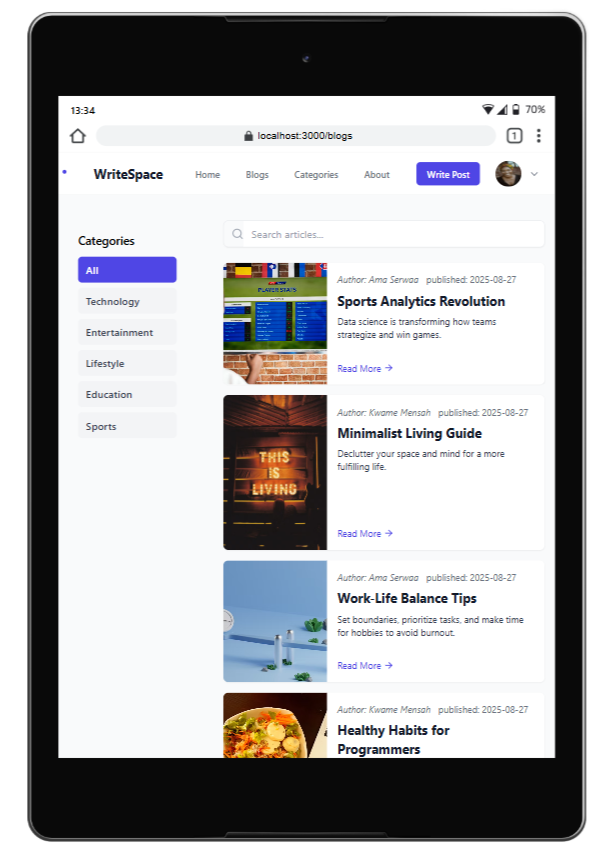 13:34
70%
localhost:3000/blogs
1
WriteSpace
Home
Blogs
Categories
About
Write Post
Categories
All
Technology
Entertainment
Lifestyle
Education
Sports
Search articles...
PLAYER STATS
Author: Ama Serwaa published: 2025-08-27
Sports Analytics Revolution
Data science is transforming how teams
strategize and win games.
Read More →
THIS
IS
LIVING
Author: Kwame Mensah published: 2025-08-27
Minimalist Living Guide
Declutter your space and mind for a more
fulfilling life.
Read More →
Author: Ama Serwaa published: 2025-08-27
Work-Life Balance Tips
Set boundaries, prioritize tasks, and make time
for hobbies to avoid burnout.
Read More →
Author: Kwame Mensah published: 2025-08-27
Healthy Habits for
Programmers